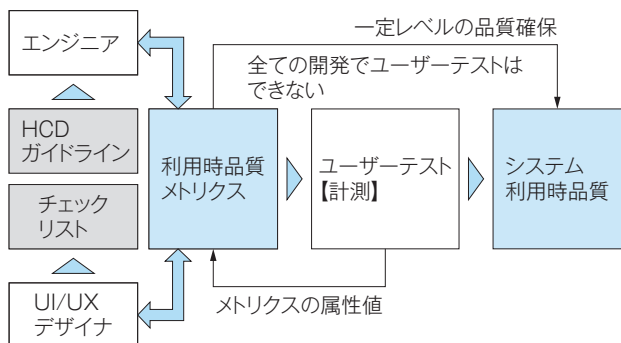 エンジニア
HCD
ガイドライン
チェック
リスト
UI/UX
デザイナ
利用時品質
メトリクス
一定レベルの品質確保
全ての開発でユーザーテストは
できない
ユーザーテスト
【計測】
メトリクスの属性値
システム
利用時品質